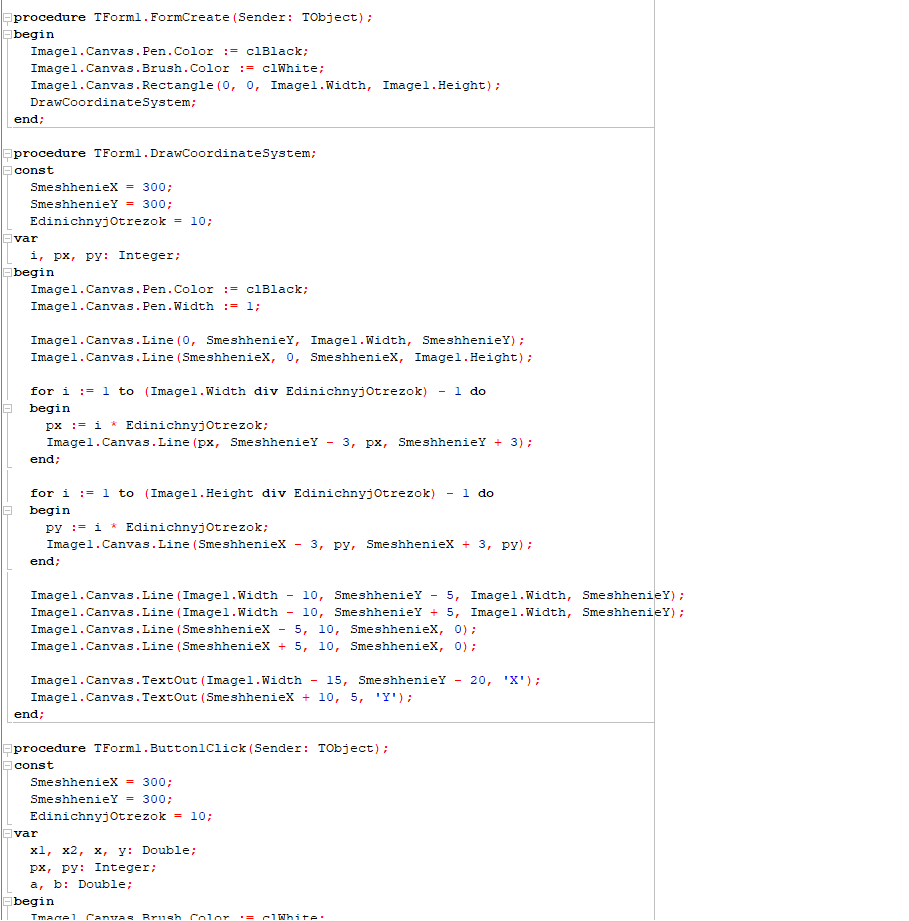 procedure TForm1.FormCreate(Sender: TObject);
begin
  Image1.Canvas.Pen.Color := clBlack;
  Image1.Canvas.Brush.Color := clWhite;
  Image1.Canvas.Rectangle(0, 0, Image1.Width, Image1.Height);
  DrawCoordinateSystem;
end;

procedure TForm1.DrawCoordinateSystem;
const
  SmeshhenieX = 300;
  SmeshhenieY = 300;
  EdinichnyjOtrezok = 10;
var
  i, px, py: Integer;
begin
  Image1.Canvas.Pen.Color := clBlack;
  Image1.Canvas.Pen.Width := 1;

  Image1.Canvas.Line(0, SmeshhenieY, Image1.Width, SmeshhenieY);
  Image1.Canvas.Line(SmeshhenieX, 0, SmeshhenieX, Image1.Height);

  for i := 1 to (Image1.Width div EdinichnyjOtrezok) - 1 do
  begin
    px := i * EdinichnyjOtrezok;
    Image1.Canvas.Line(px, SmeshhenieY - 3, px, SmeshhenieY + 3);
  end;

  for i := 1 to (Image1.Height div EdinichnyjOtrezok) - 1 do
  begin
    py := i * EdinichnyjOtrezok;
    Image1.Canvas.Line(SmeshhenieX - 3, py, SmeshhenieX + 3, py);
  end;

  Image1.Canvas.Line(Image1.Width - 10, SmeshhenieY - 5, Image1.Width, SmeshhenieY);
  Image1.Canvas.Line(Image1.Width - 10, SmeshhenieY + 5, Image1.Width, SmeshhenieY);
  Image1.Canvas.Line(SmeshhenieX - 5, 10, SmeshhenieX, 0);
  Image1.Canvas.Line(SmeshhenieX + 5, 10, SmeshhenieX, 0);

  Image1.Canvas.TextOut(Image1.Width - 15, SmeshhenieY - 20, 'X');
  Image1.Canvas.TextOut(SmeshhenieX + 10, 5, 'Y');
end;

procedure TForm1.Button1Click(Sender: TObject);
const
  SmeshhenieX = 300;
  SmeshhenieY = 300;
  EdinichnyjOtrezok = 10;
var
  x1, x2, x, y: Double;
  px, py: Integer;
  a, b: Double;
begin
  Image1.Canvas.Brush.Color := clWhite;